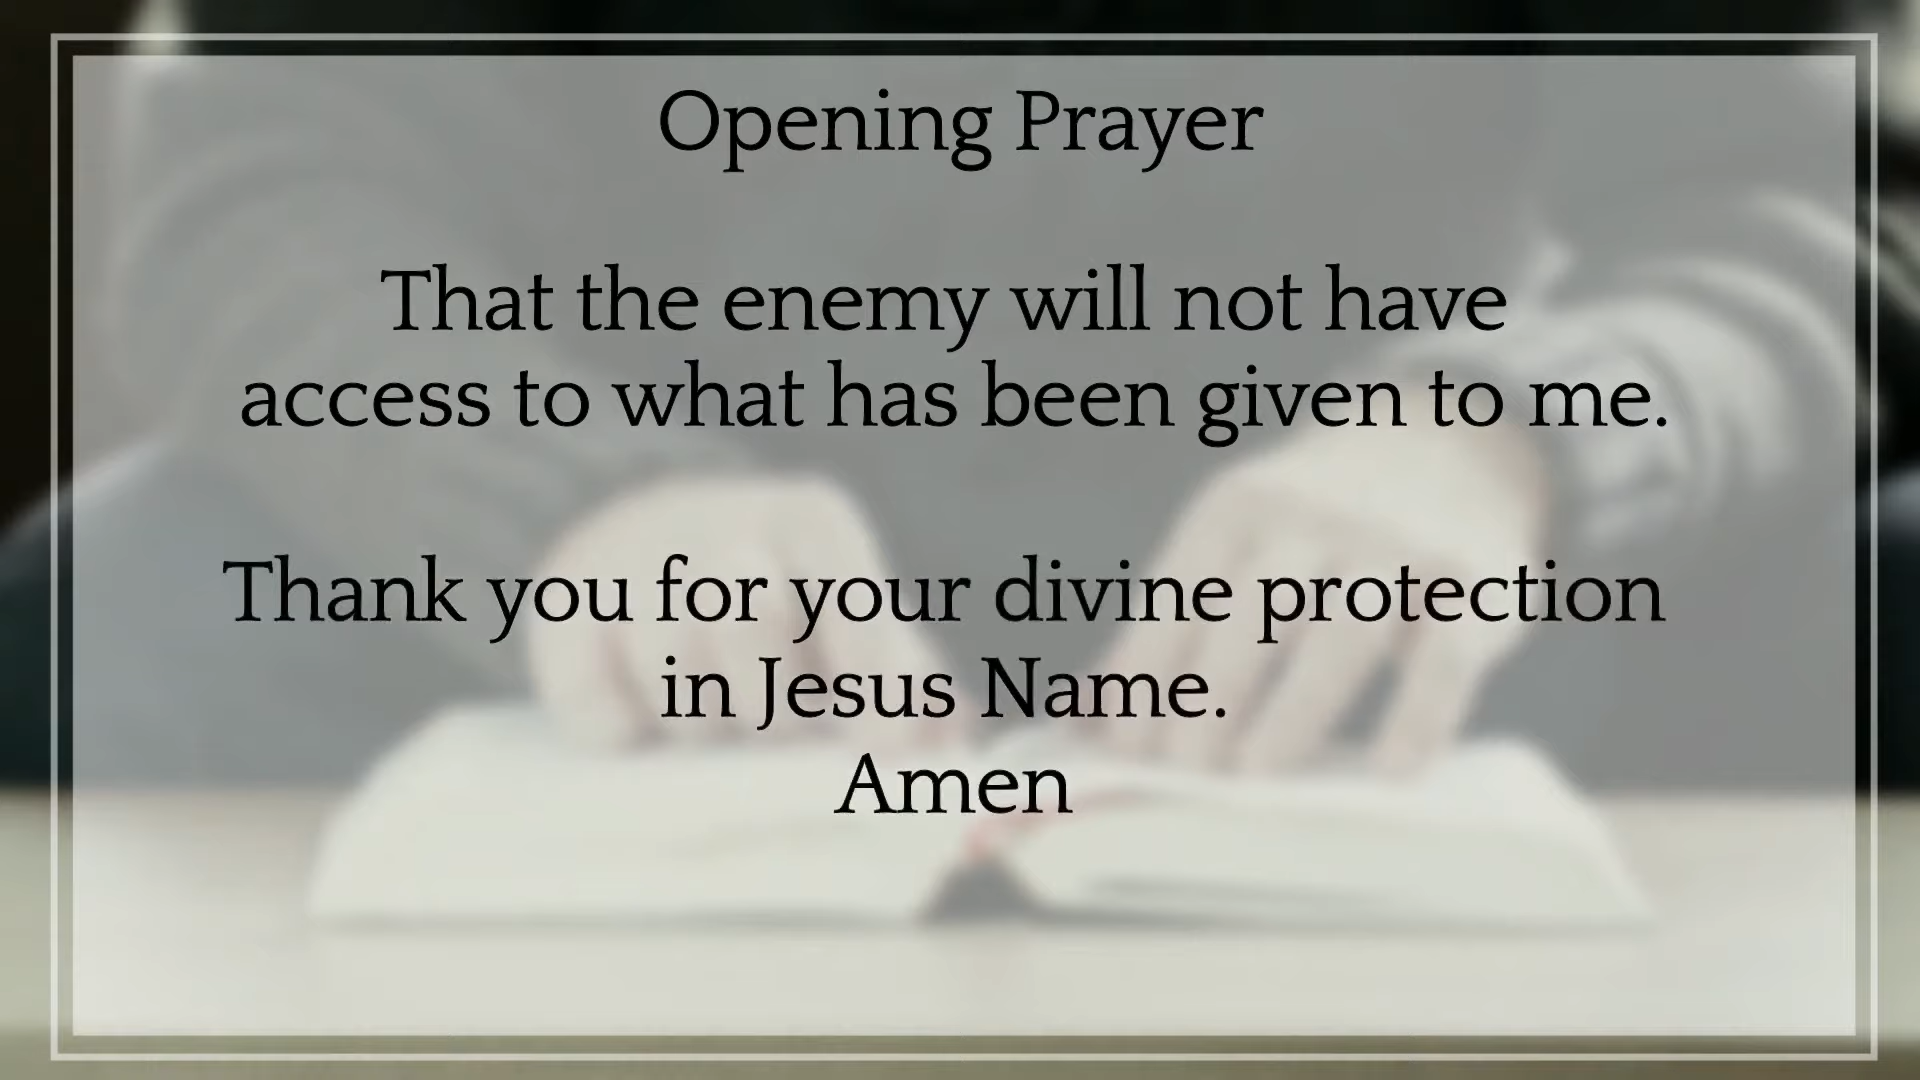 Opening Prayer
That the enemy will not have
access to what has been given to me.
Thank you for your divine protection
in Jesus Name.
Amen